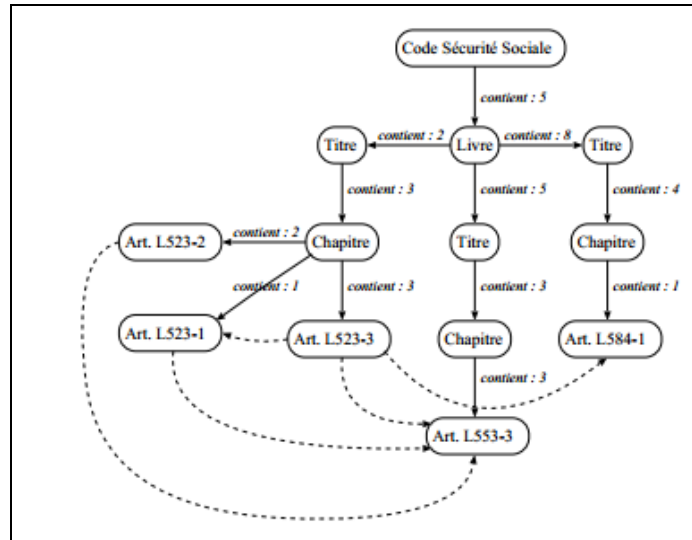 Code Sécurité Sociale
contient : 5
Titre
contient : 2
Livre
contient : 8
Titre
contient : 3
contient : 5
contient : 4
Art. L523-2
contient : 2
Chapitre
Titre
Chapitre
contient : 1
contient : 3
contient : 3
contient : 1
Art. L523-1
Art. L523-3
Chapitre
Art. L584-1
contient : 3
Art. L553-3